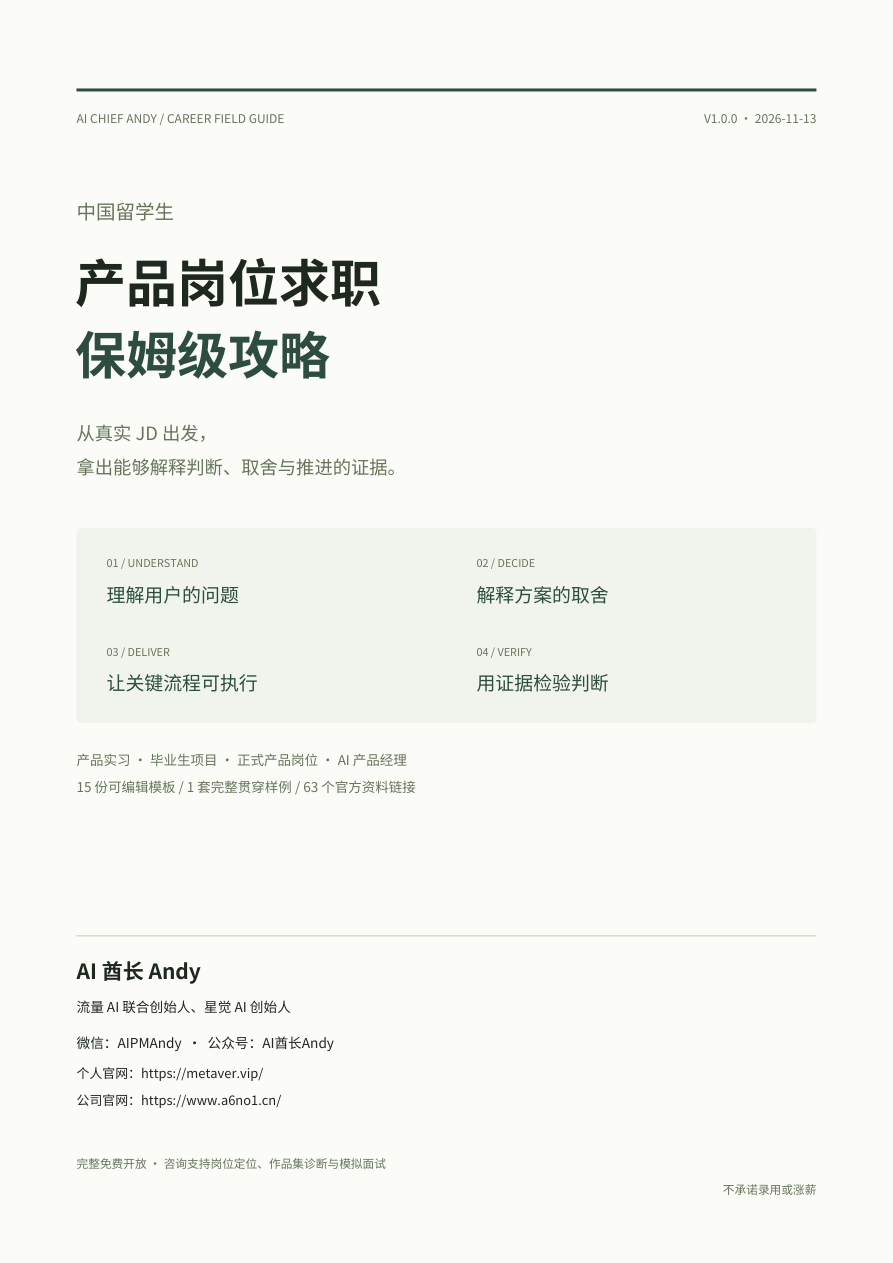 AI CHIEF ANDY / CAREER FIELD GUIDE
V1.0.0 · 2026-11-13
中国留学生
产品岗位求职
保姆级攻略
从真实 JD 出发，
拿出能够解释判断、取舍与推进的证据。
01 / UNDERSTAND
02 / DECIDE
理解用户的问题
解释方案的取舍
03 / DELIVER
04 / VERIFY
让关键流程可执行
用证据检验判断
产品实习 · 毕业生项目 · 正式产品岗位 · AI 产品经理
15 份可编辑模板 / 1 套完整贯穿样例 / 63 个官方资料链接
AI 酋长 Andy
流量 AI 联合创始人、星觉 AI 创始人
微信：AIPMAndy · 公众号：AI酋长Andy
个人官网：https://metaver.vip/
公司官网：https://www.a6no1.cn/
完整免费开放 · 咨询支持岗位定位、作品集诊断与模拟面试
不承诺录用或涨薪